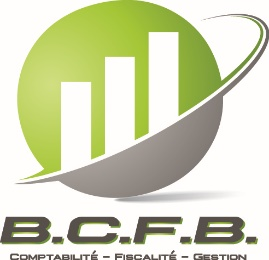 B.C.F.B.
COMPTABILITÉ – FISCALITÉ – GESTION